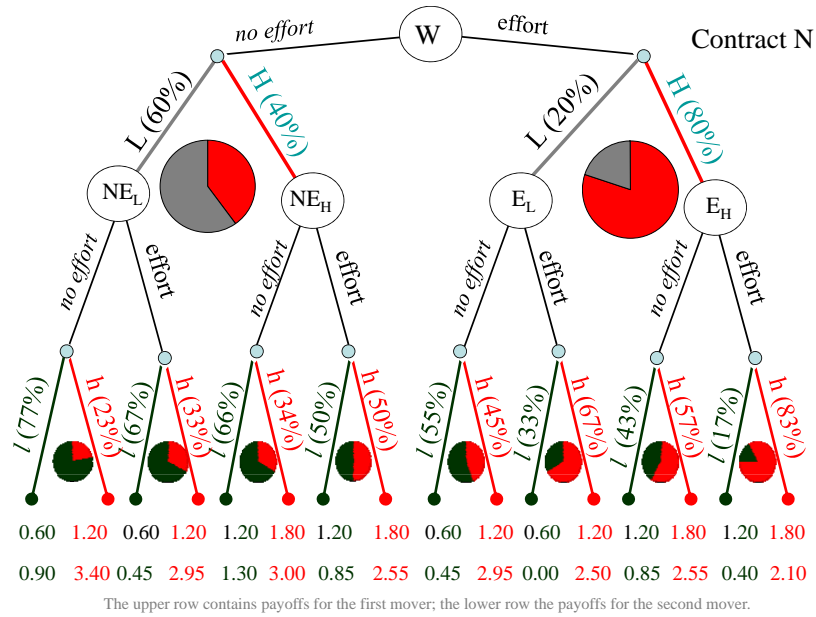 W
no effort
effort
Contract N
L (60%)
H (40%)
L (20%)
H (80%)
NEL
NEH
EL
EH
no effort
effort
no effort
effort
no effort
effort
no effort
effort
l (77%)
h (23%)
l (67%)
h (33%)
l (66%)
h (34%)
l (50%)
h (50%)
l (55%)
h (45%)
l (33%)
h (67%)
l (43%)
h (57%)
l (17%)
h (83%)
0.60 1.20 0.60 1.20 1.20 1.80 1.20 1.80 0.60 1.20 0.60 1.20 1.20 1.80 1.20 1.80
0.90 3.40 0.45 2.95 1.30 3.00 0.85 2.55 0.45 2.95 0.00 2.50 0.85 2.55 0.40 2.10
The upper row contains payoffs for the first mover; the lower row the payoffs for the second mover.